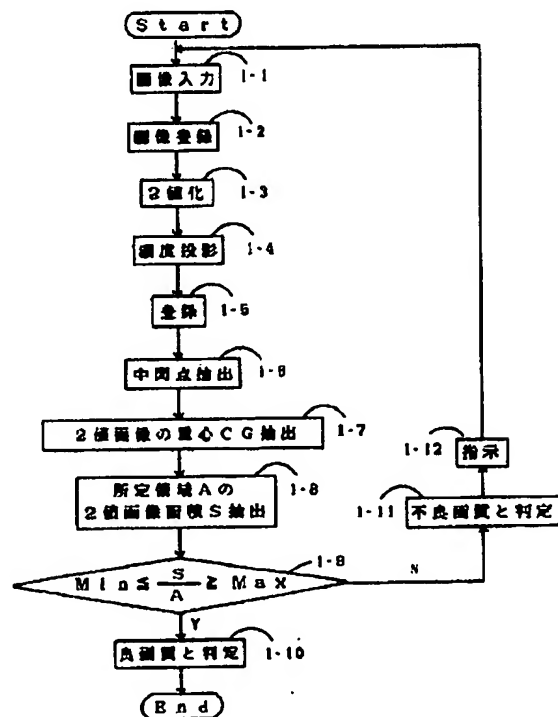 Start
画像入力 1-1
画像登録 1-2
2値化 1-3
濃度投影 1-4
登録 1-5
中間点抽出 1-6
2値画像の重心CG抽出 1-7
所定領域Aの
2値画像面積S抽出 1-8
Min≦S/A≧Max 1-9
N
Y
良画質と判定 1-10
不良画質と判定 1-11
指示 1-12
End